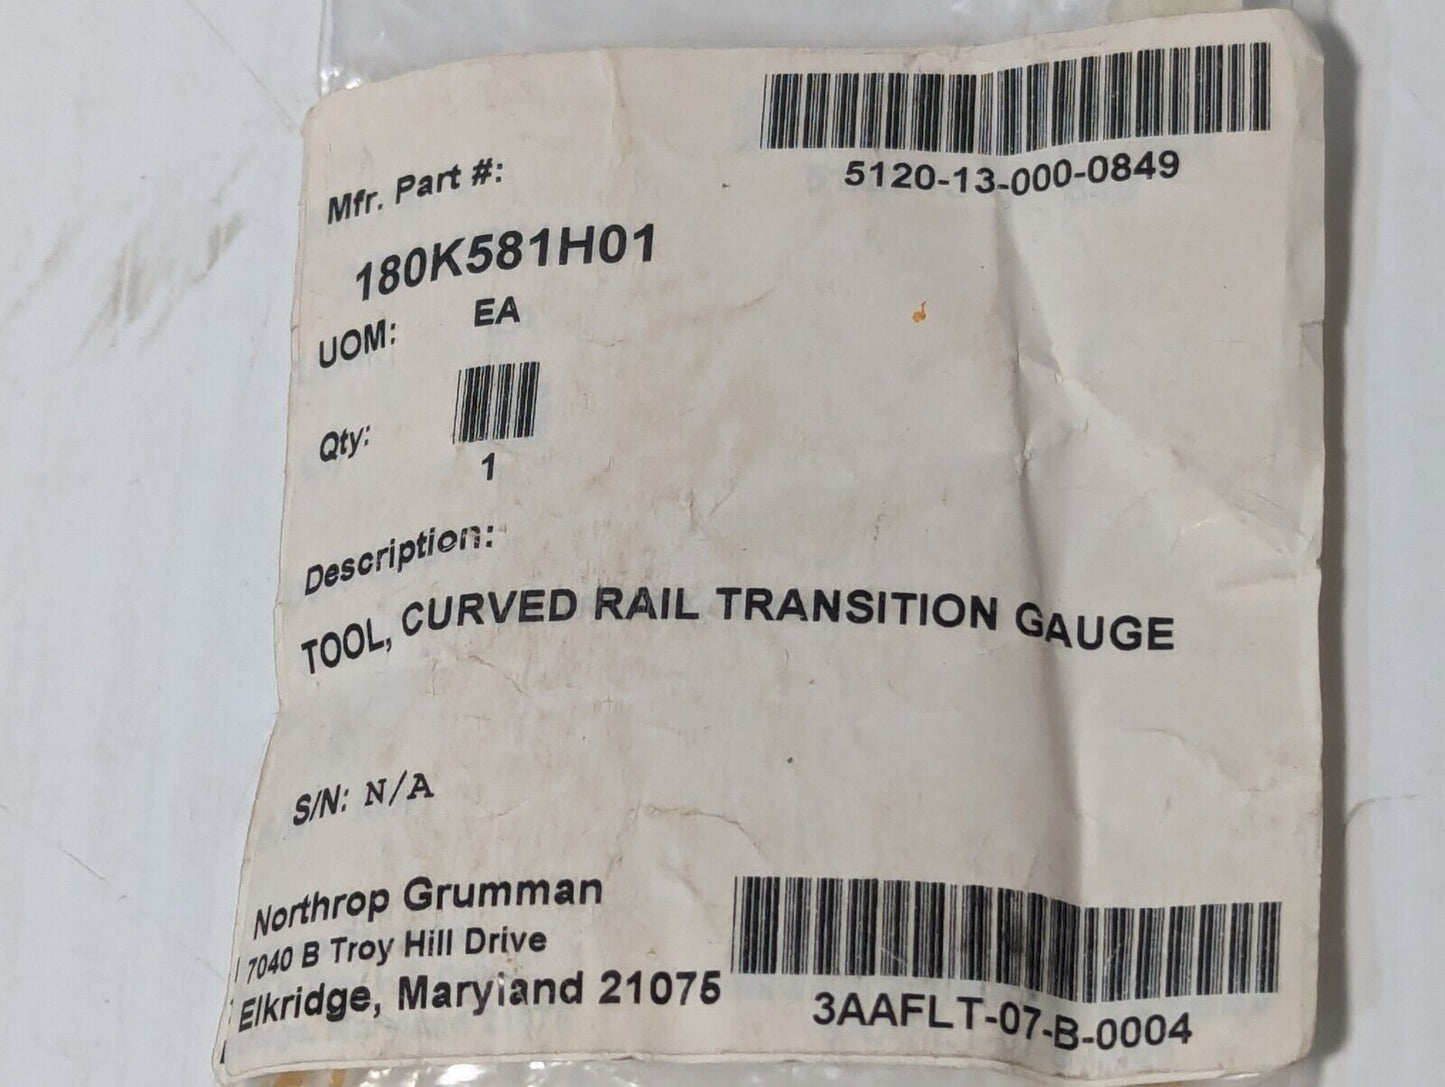 5120-13-000-0849
Mfr. Part #:
180K581H01
UOM: EA
Qty:
1
Description:
TOOL, CURVED RAIL TRANSITION GAUGE
S/N: N/A
Northrop Grumman
7040 B Troy Hill Drive
Elkridge, Maryland 21075
3AAFLT-07-B-0004